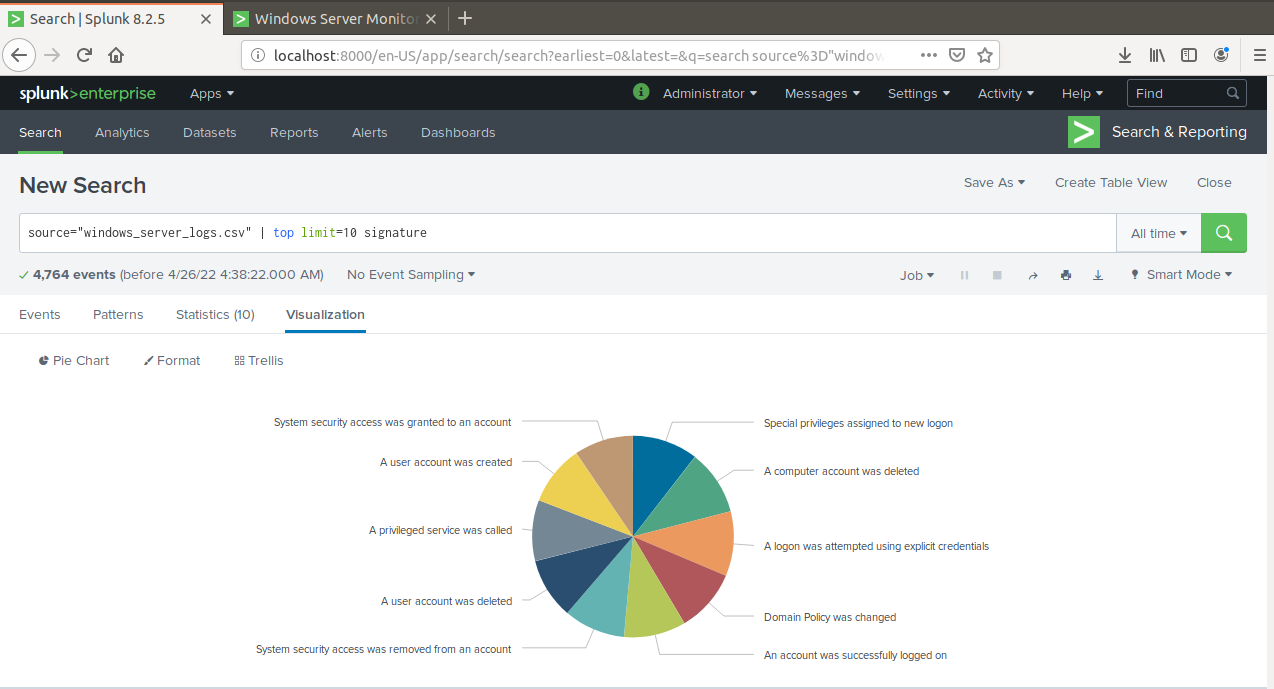 Search | Splunk 8.2.5
Windows Server Monito
localhost:8000/en-US/app/search/search?earliest=0&latest=&q=search source%3D"window
splunk>enterprise Apps
i Administrator Messages Settings Activity Help Find
Search Analytics Datasets Reports Alerts Dashboards
Search & Reporting
New Search
Save As Create Table View Close
source="windows_server_logs.csv" | top limit=10 signature
All time
4,764 events (before 4/26/22 4:38:22.000 AM) No Event Sampling
Job Smart Mode
Events Patterns Statistics (10) Visualization
Pie Chart Format Trellis
System security access was granted to an account
Special privileges assigned to new logon
A user account was created
A computer account was deleted
A privileged service was called
A logon was attempted using explicit credentials
A user account was deleted
Domain Policy was changed
System security access was removed from an account
An account was successfully logged on